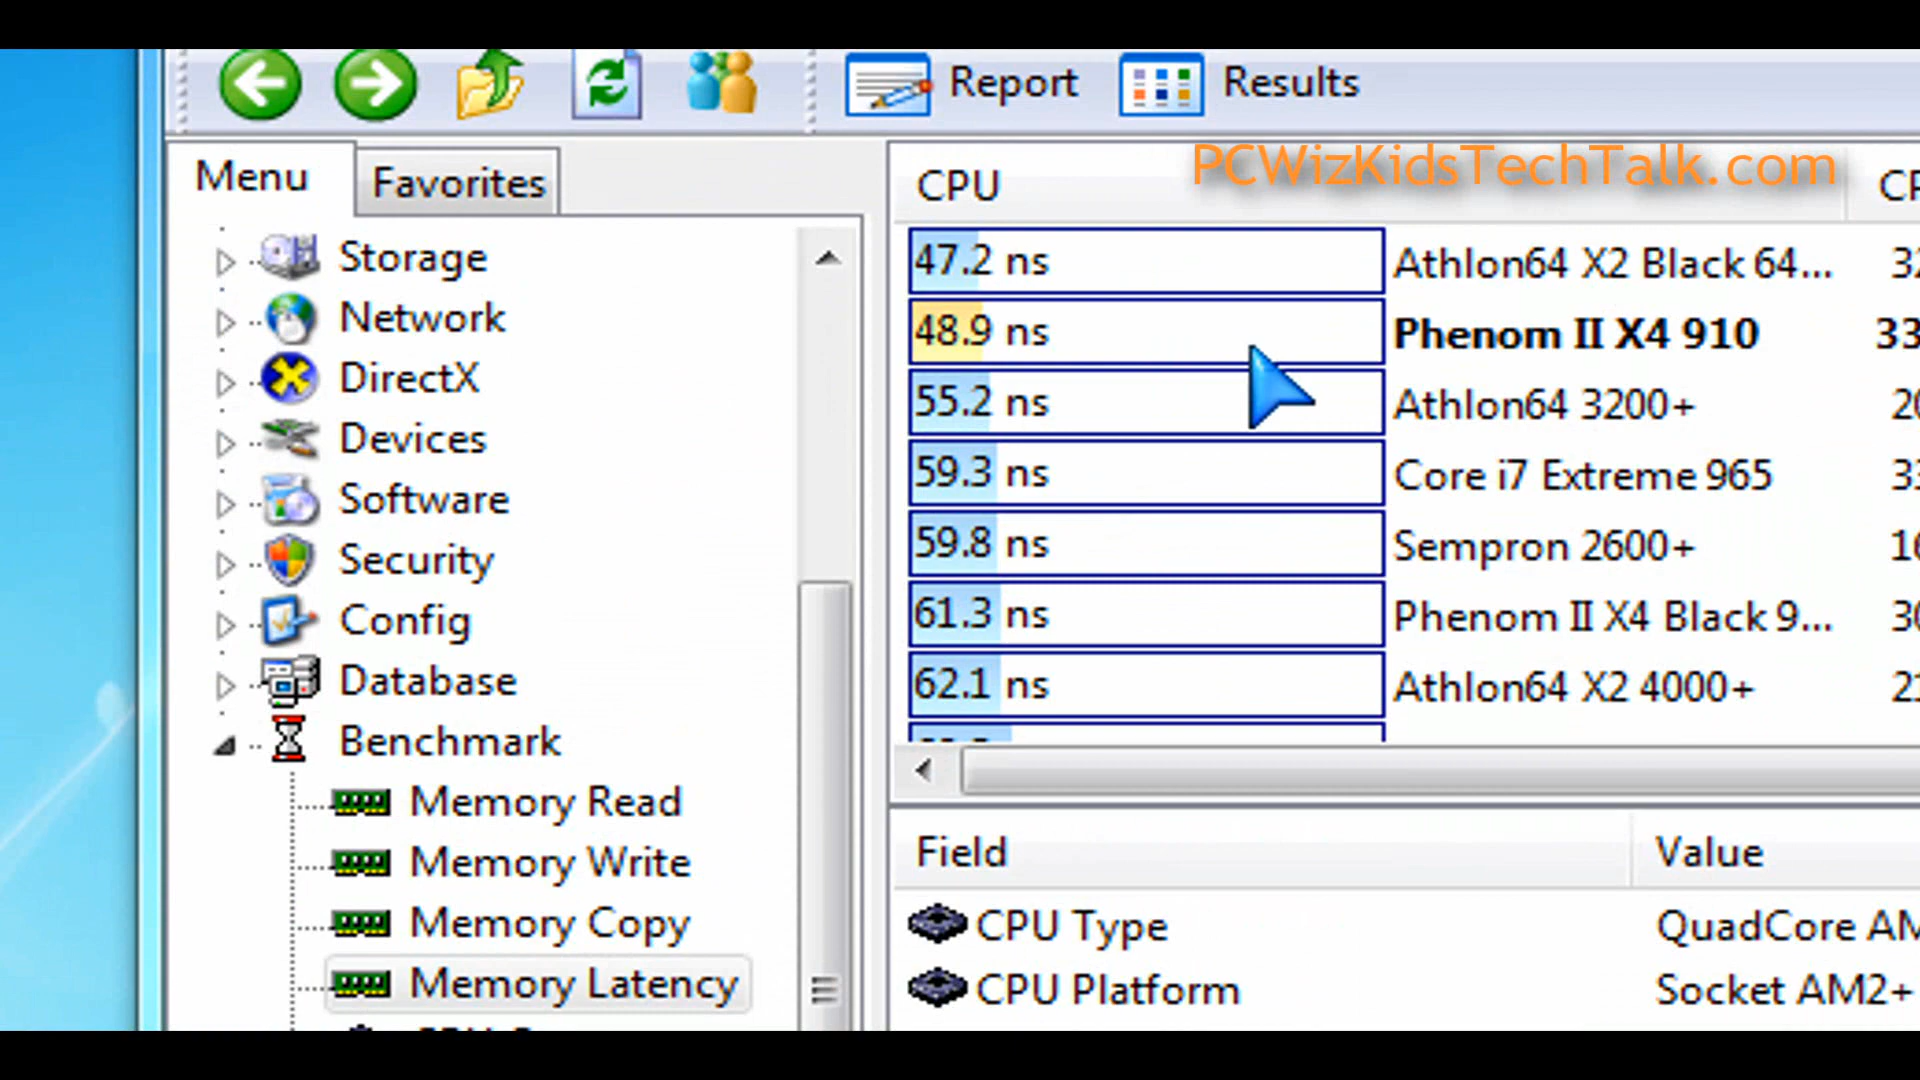 Report Results
PCWizKidsTechTalk.com
Menu Favorites
Storage
Network
DirectX
Devices
Software
Security
Config
Database
Benchmark
Memory Read
Memory Write
Memory Copy
Memory Latency
CPU
47.2 ns Athlon64 X2 Black 64...
48.9 ns Phenom II X4 910 33
55.2 ns Athlon64 3200+
59.3 ns Core i7 Extreme 965
59.8 ns Sempron 2600+
61.3 ns Phenom II X4 Black 9...
62.1 ns Athlon64 X2 4000+
Field Value
CPU Type QuadCore AM
CPU Platform Socket AM2+